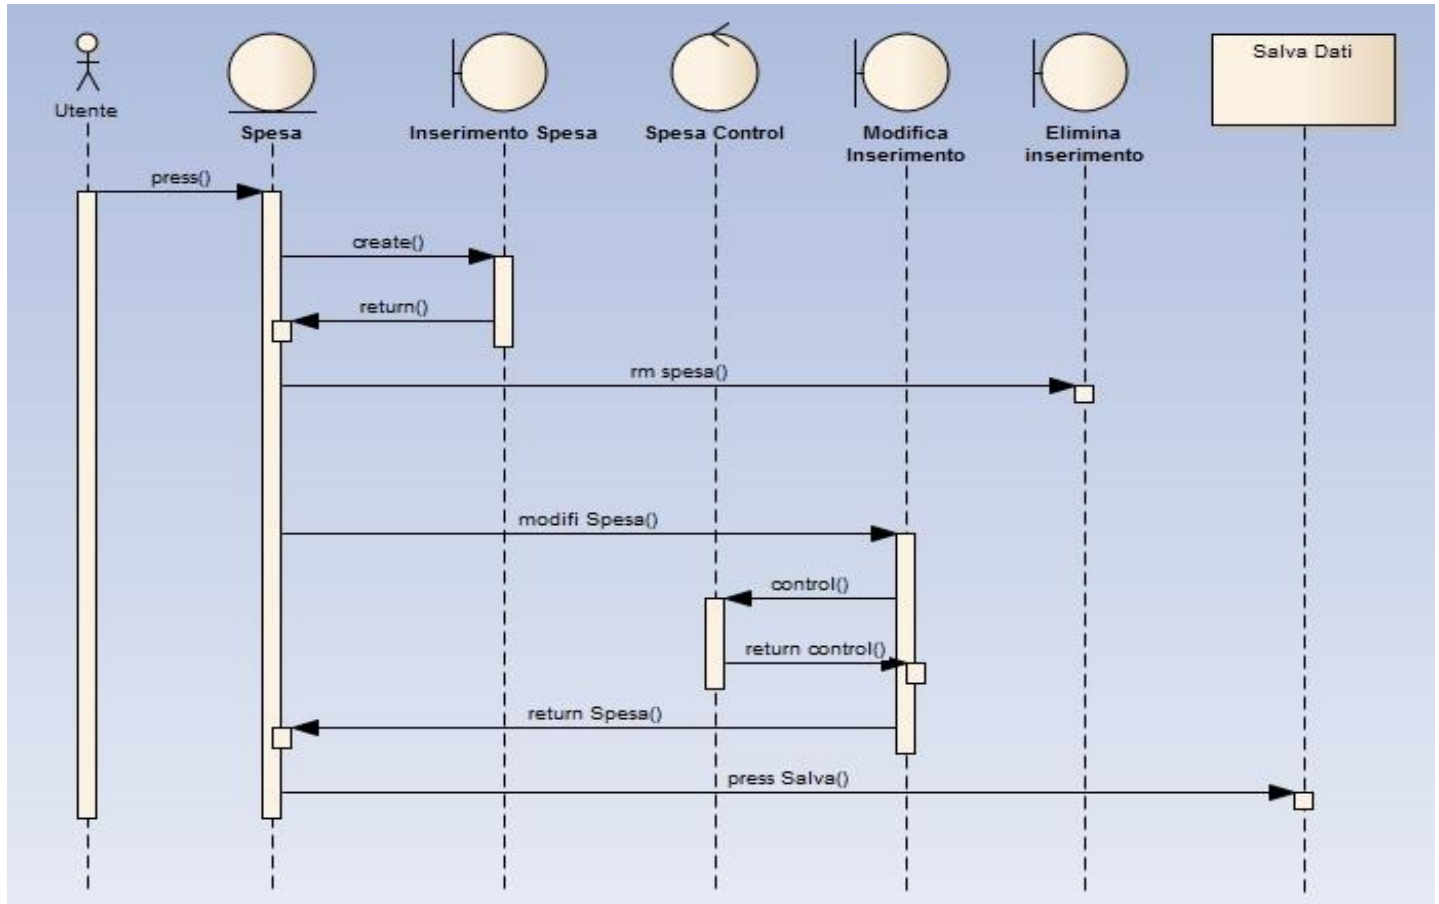 Utente
Spesa
Inserimento Spesa
Spesa Control
Modifica
Inserimento
Elimina
inserimento
Salva Dati
press()
create()
return()
rm spesa()
modifi Spesa()
control()
return control()
return Spesa()
press Salva()